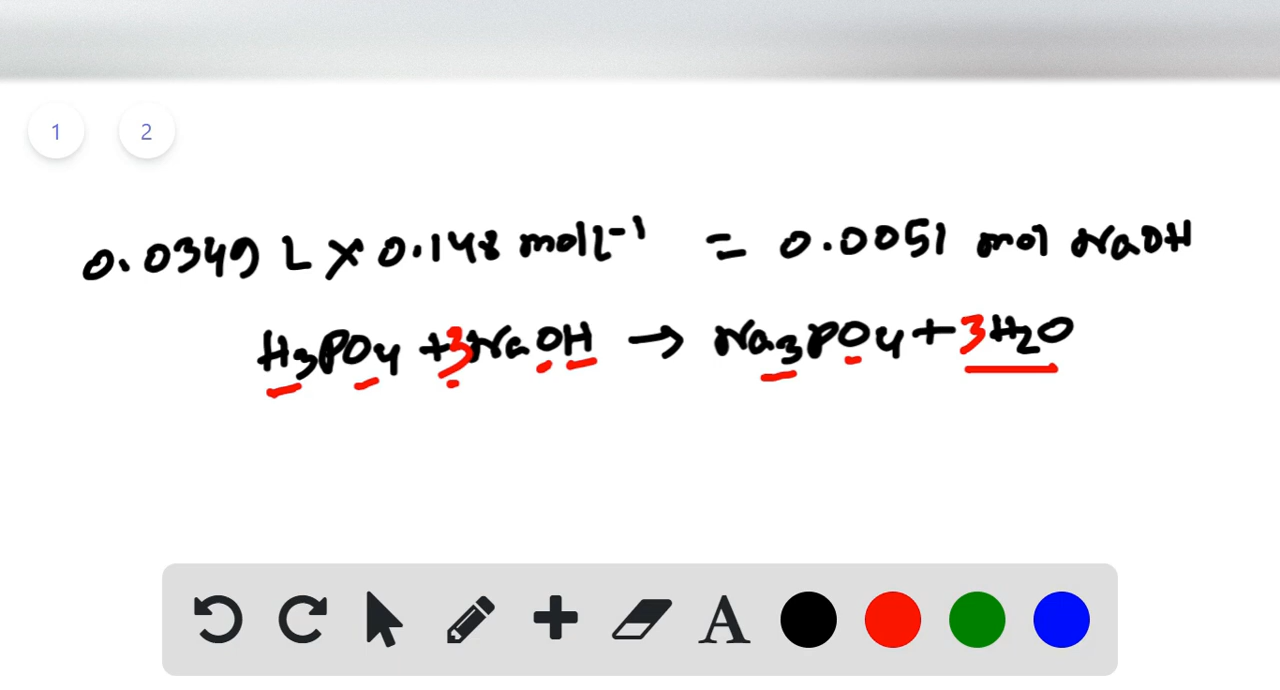 1 2
0.0349 L × 0.148 mol L⁻¹ = 0.0051 mol NaOH
H₃PO₄ + 3NaOH → Na₃PO₄ + 3H₂O
A